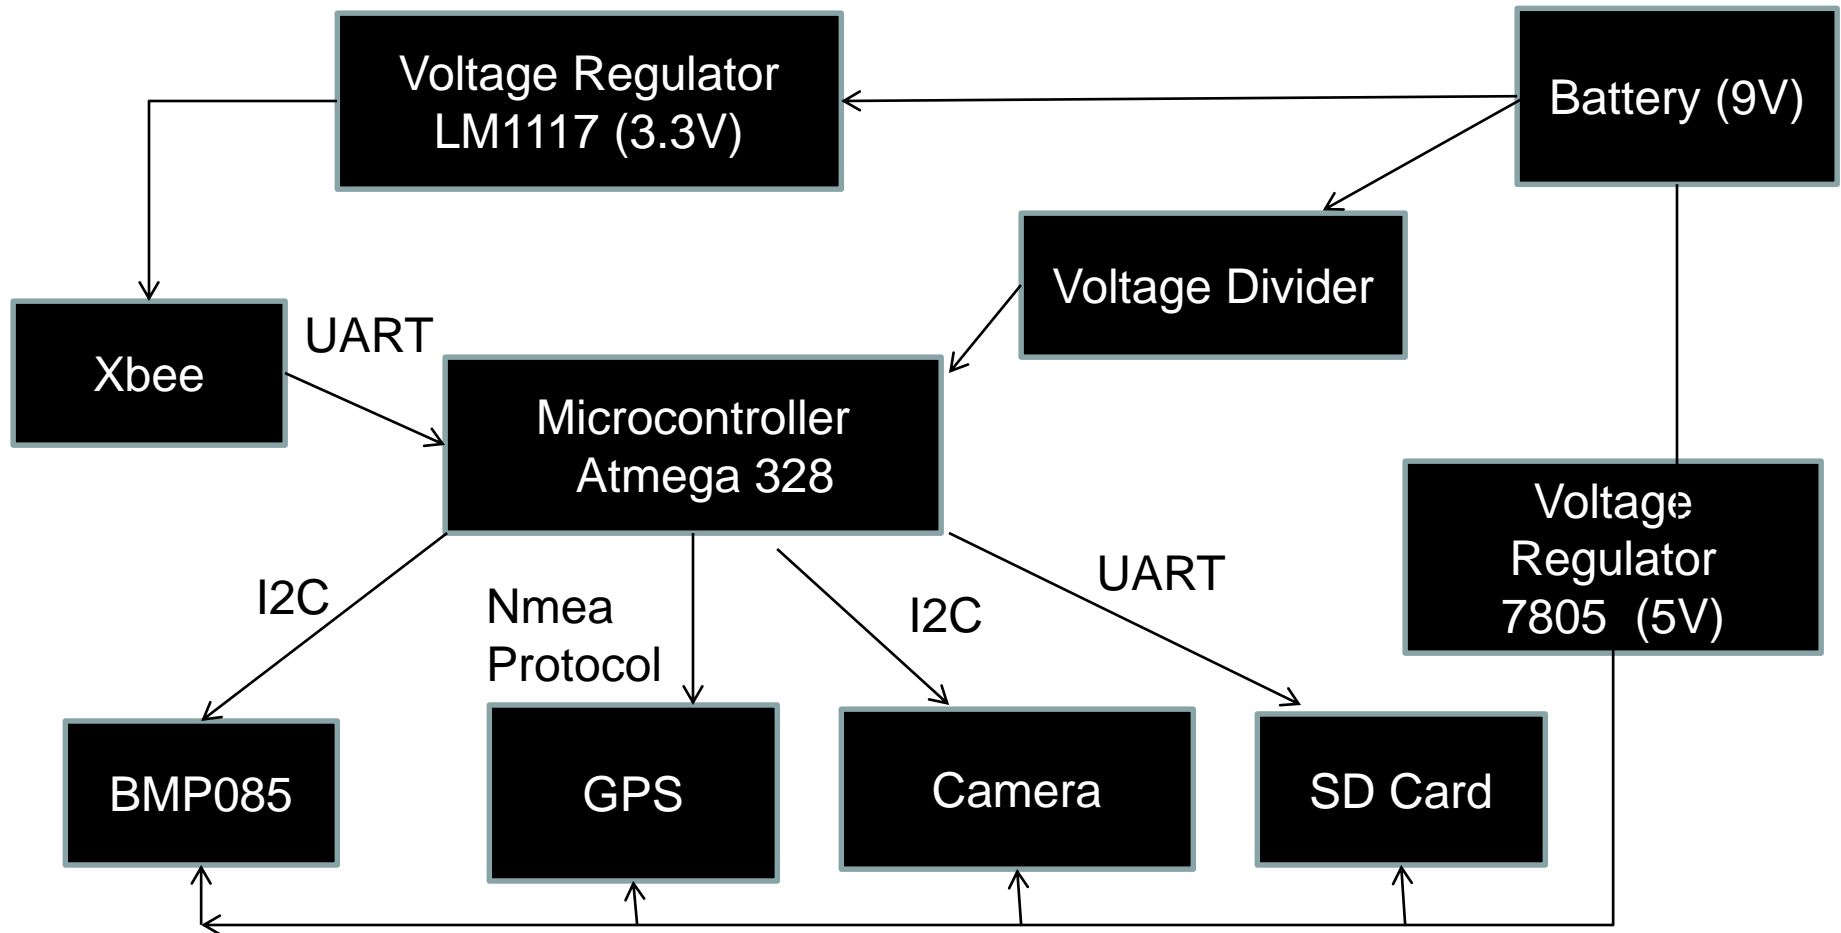 Voltage Regulator
LM1117 (3.3V)
Battery (9V)
Voltage Divider
Xbee
UART
Microcontroller
Atmega 328
Voltage
Regulator
7805 (5V)
I2C
Nmea
Protocol
I2C
UART
BMP085
GPS
Camera
SD Card